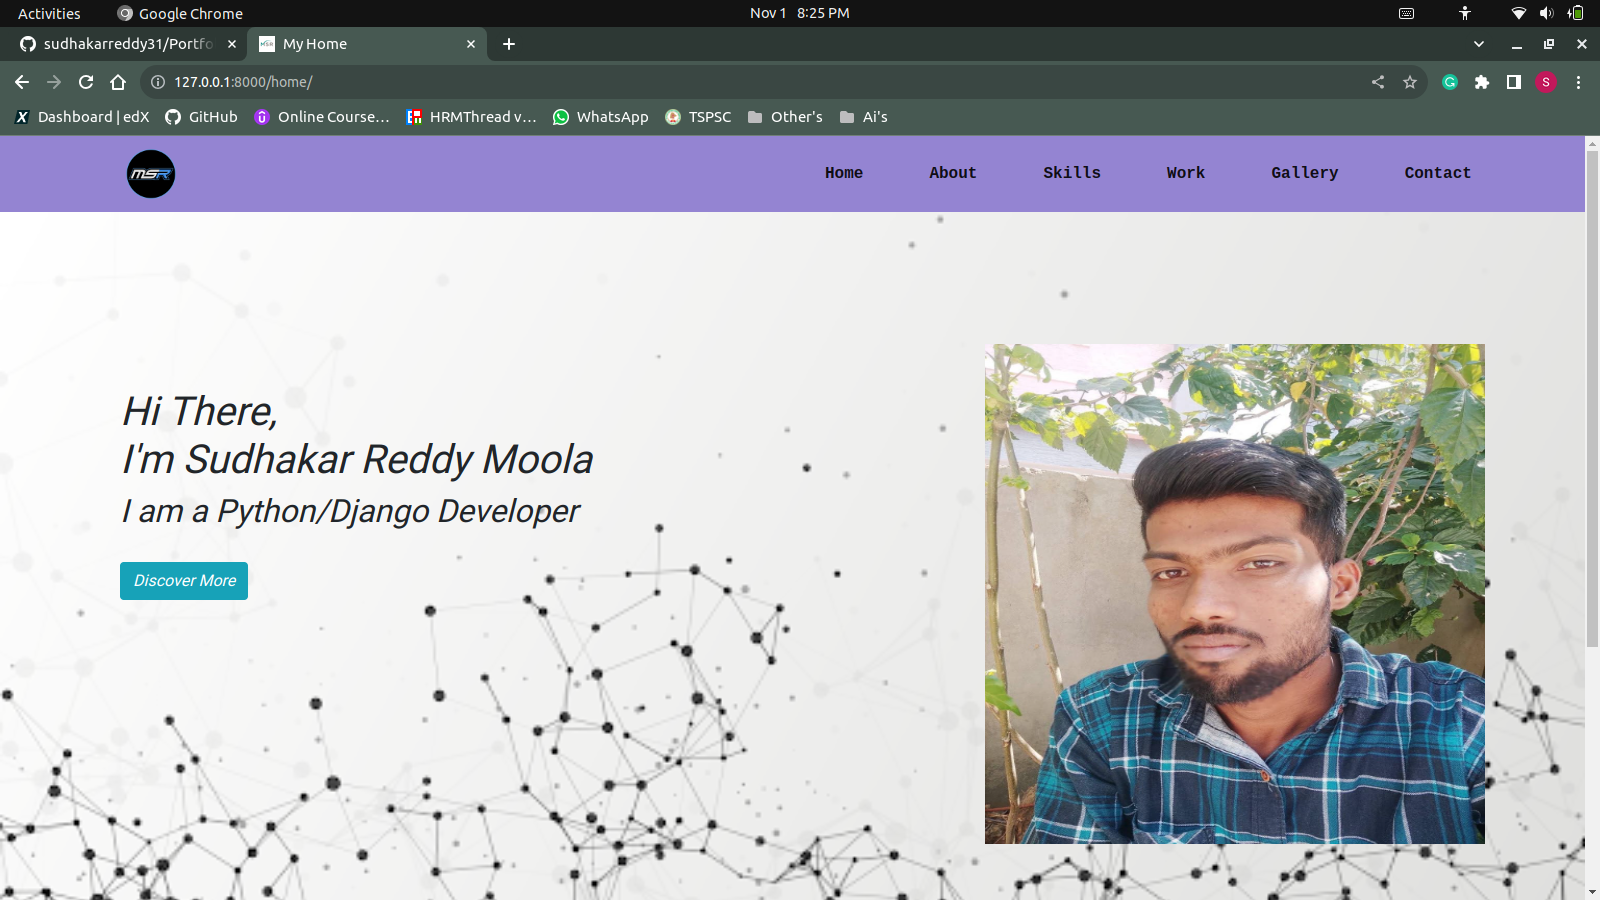 Activities Google Chrome Nov 1 8:25 PM
sudhakarreddy31/Portfo My Home
127.0.0.1:8000/home/ S
Dashboard | edX GitHub Online Course... HRMThread v... WhatsApp TSPSC Other's Ai's
MSR Home About Skills Work Gallery Contact
Hi There,
I'm Sudhakar Reddy Moola
I am a Python/Django Developer
Discover More